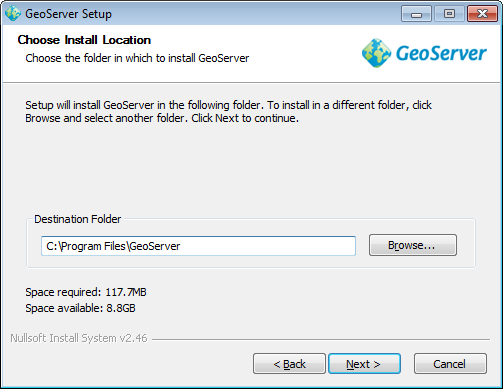 GeoServer Setup
Choose Install Location
Choose the folder in which to install GeoServer
GeoServer
Setup will install GeoServer in the following folder. To install in a different folder, click
Browse and select another folder. Click Next to continue.
Destination Folder
C:\Program Files\GeoServer
Browse...
Space required: 117.7MB
Space available: 8.8GB
Nullsoft Install System v2.46
< Back
Next >
Cancel